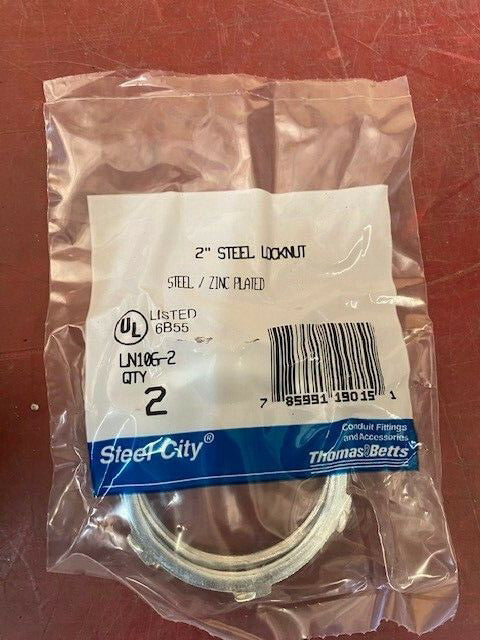 2" STEEL LOCKNUT
STEEL / ZINC PLATED
UL LISTED
6B55
LN106-2
QTY
2
7 85991 19015 1
Steel City®
Conduit Fittings
and Accessories
Thomas&Betts